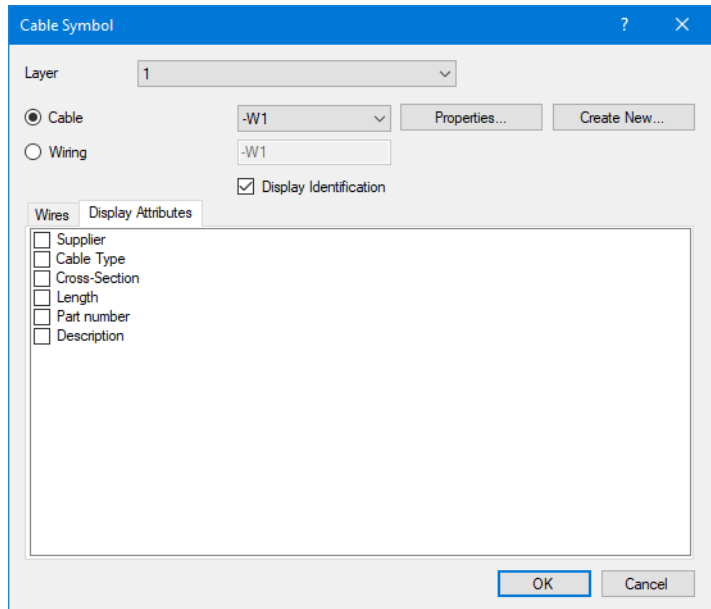 Cable Symbol ?
Layer 1
Cable -W1 Properties... Create New...
Wiring -W1
Display Identification
Wires Display Attributes
Supplier
Cable Type
Cross-Section
Length
Part number
Description
OK Cancel